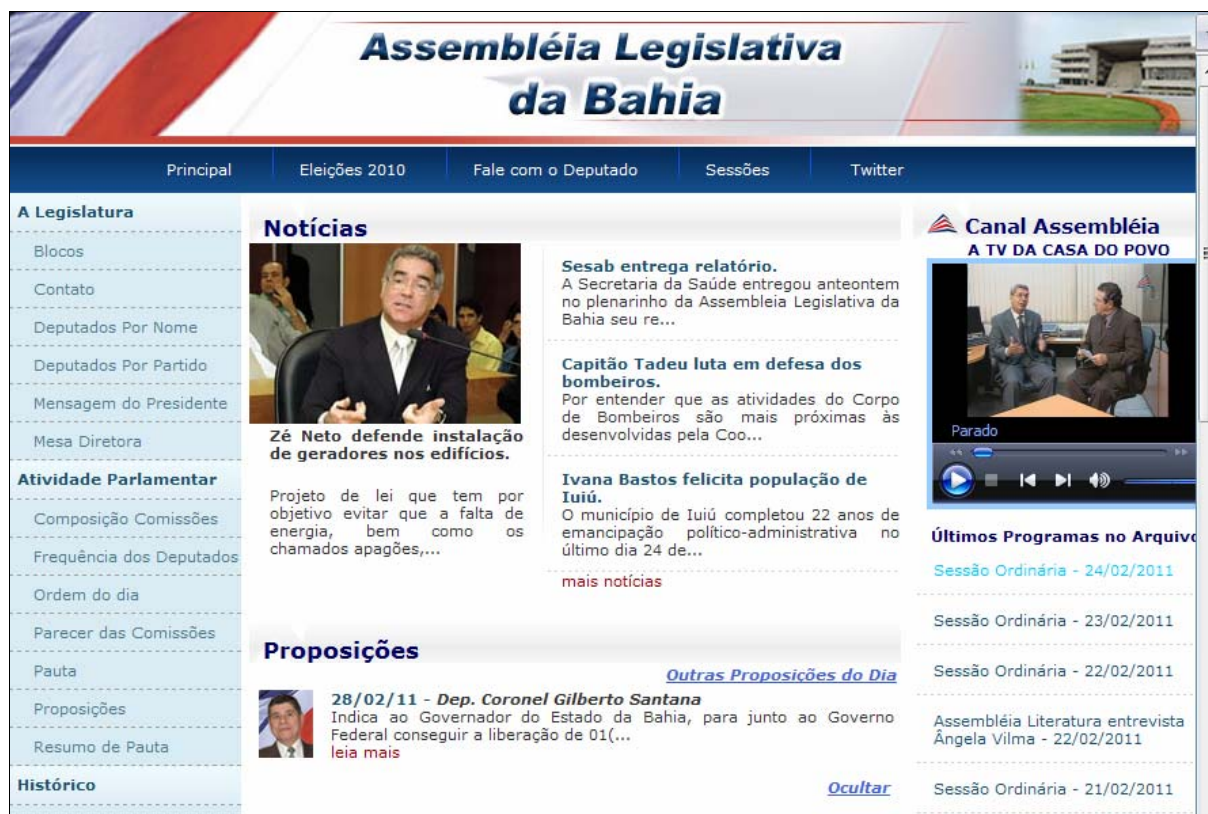 Assembléia Legislativa
da Bahia
Principal
Eleições 2010
Fale com o Deputado
Sessões
Twitter
A Legislatura
Blocos
Contato
Deputados Por Nome
Deputados Por Partido
Mensagem do Presidente
Mesa Diretora
Atividade Parlamentar
Composição Comissões
Frequência dos Deputados
Ordem do dia
Parecer das Comissões
Pauta
Proposições
Resumo de Pauta
Histórico
Notícias
Zé Neto defende instalação
de geradores nos edifícios.
Projeto de lei que tem por
objetivo evitar que a falta de
energia, bem como os
chamados apagões,...
Sesab entrega relatório.
A Secretaria da Saúde entregou anteontem
no plenarinho da Assembleia Legislativa da
Bahia seu re...
Capitão Tadeu luta em defesa dos
bombeiros.
Por entender que as atividades do Corpo
de Bombeiros são mais próximas às
desenvolvidas pela Coo...
Ivana Bastos felicita população de
Iuiú.
O município de Iuiú completou 22 anos de
emancipação político-administrativa no
último dia 24 de...
mais notícias
Proposições
Outras Proposições do Dia
28/02/11 - Dep. Coronel Gilberto Santana
Indica ao Governador do Estado da Bahia, para junto ao Governo
Federal conseguir a liberação de 01(...
leia mais
Ocultar
Canal Assembléia
A TV DA CASA DO POVO
Parado
Últimos Programas no Arquivo
Sessão Ordinária - 24/02/2011
Sessão Ordinária - 23/02/2011
Sessão Ordinária - 22/02/2011
Assembléia Literatura entrevista
Ângela Vilma - 22/02/2011
Sessão Ordinária - 21/02/2011